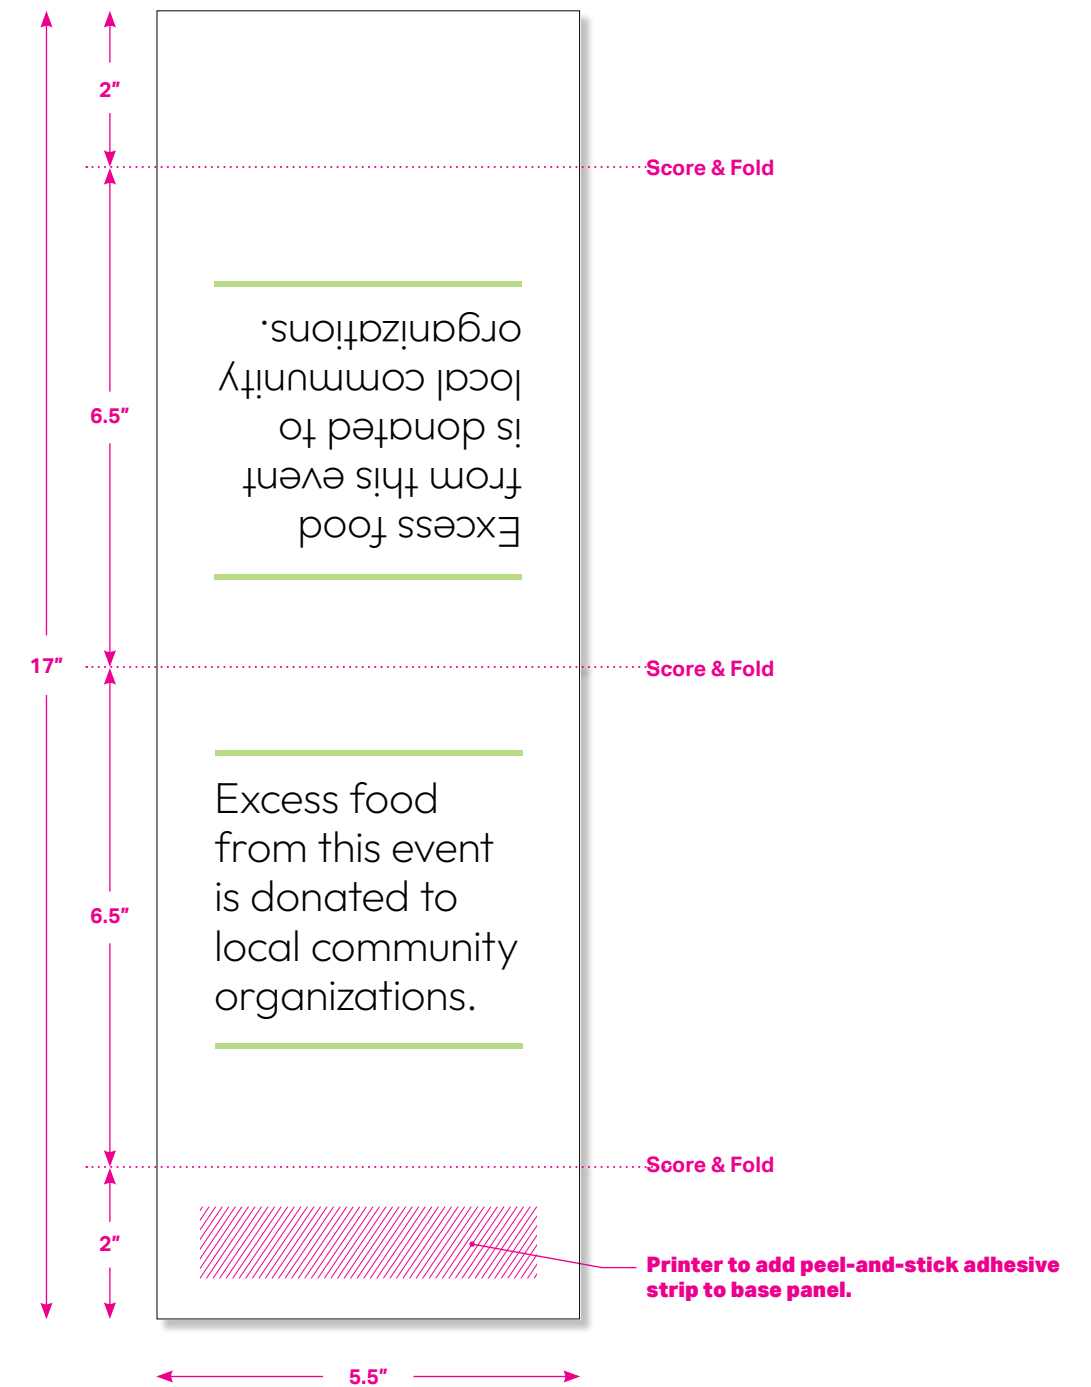 2"
Score & Fold
organizations.
local community
is donated to
from this event
Excess food
6.5"
17"
Score & Fold
Excess food
from this event
is donated to
local community
organizations.
6.5"
Score & Fold
2"
Printer to add peel-and-stick adhesive
strip to base panel.
5.5"